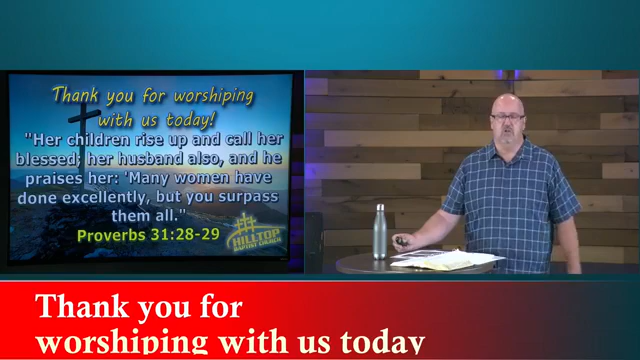 Thank you for worshiping
with us today!
"Her children rise up and call her
blessed; her husband also, and he
praises her: 'Many women have
done excellently, but you surpass
them all."
Proverbs 31:28-29
HILLTOP
BAPTIST CHURCH
Thank you for
worshiping with us today